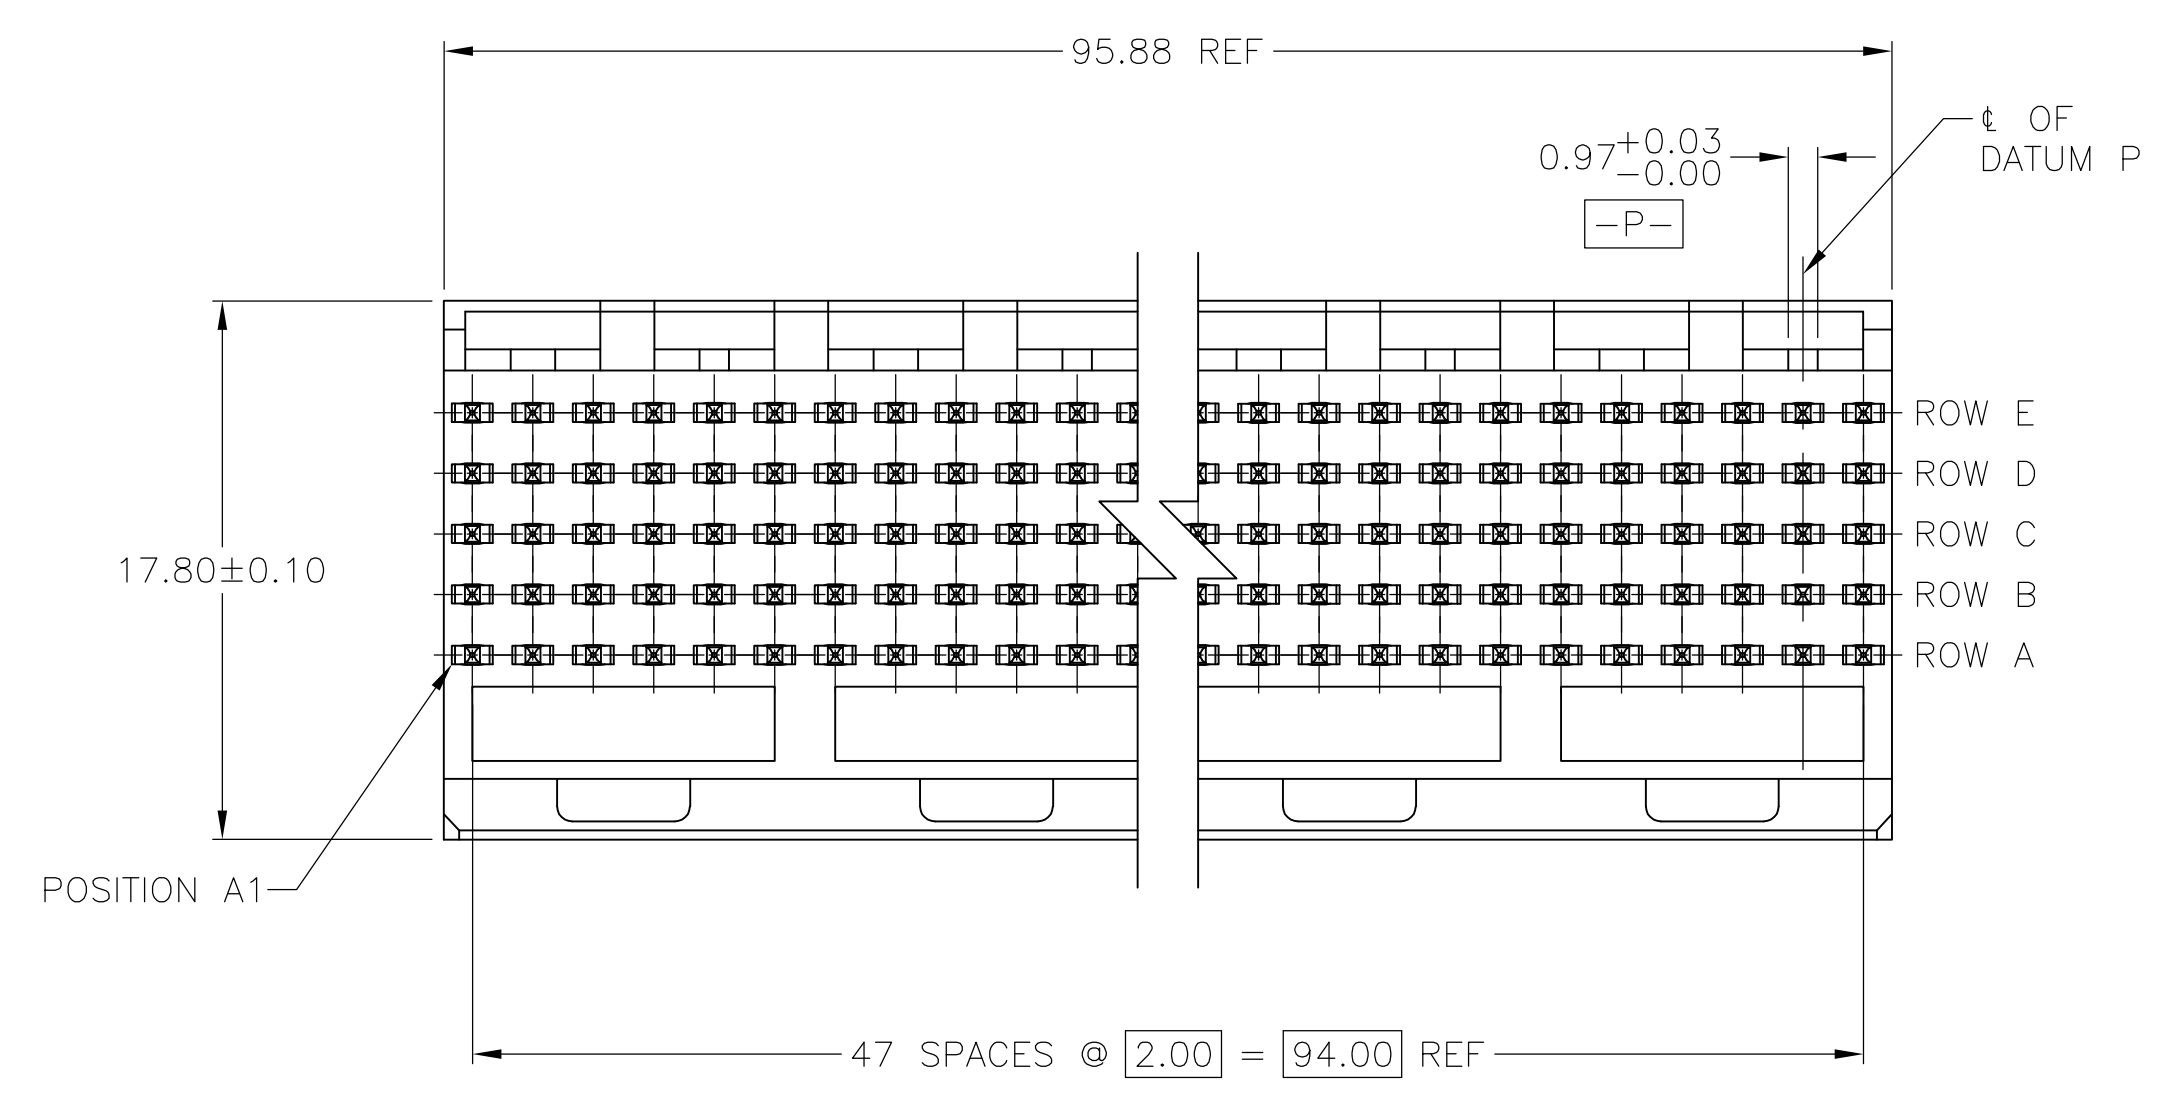 95.88 REF
℄ OF
DATUM P
0.97+0.03
-0.00
-P-
ROW E
ROW D
ROW C
ROW B
ROW A
17.80±0.10
POSITION A1
47 SPACES @ 2.00 = 94.00 REF